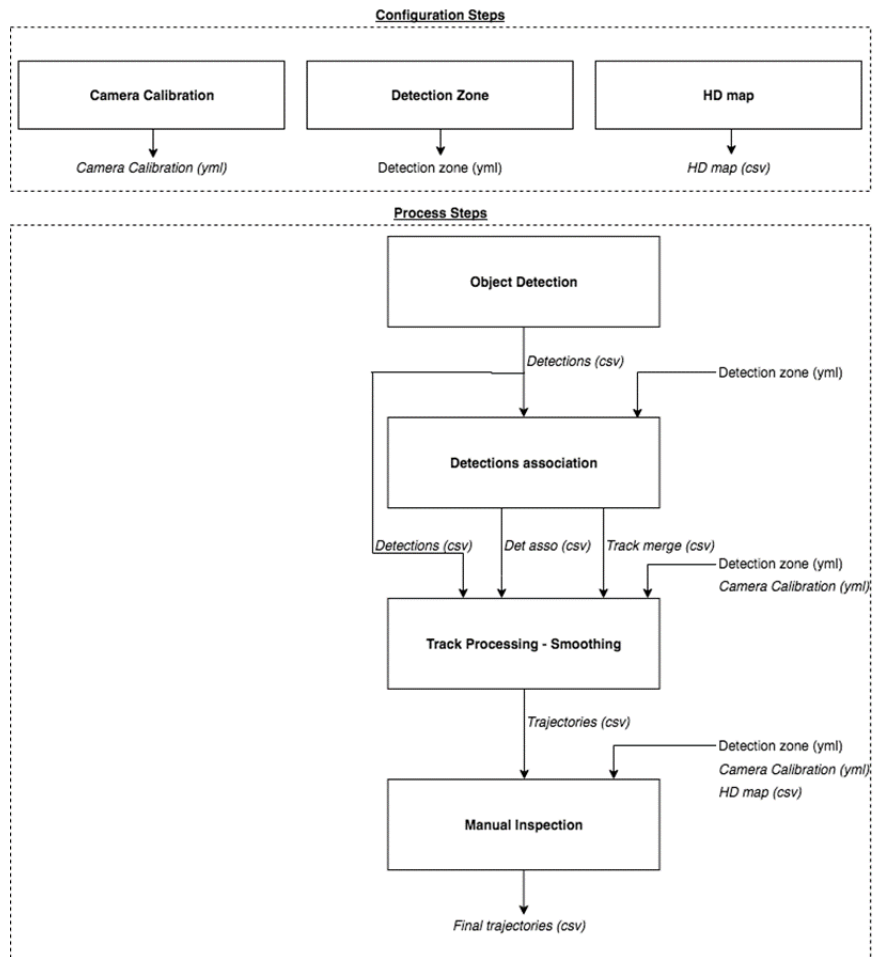 Configuration Steps
Camera Calibration
Detection Zone
HD map
Camera Calibration (yml)
Detection zone (yml)
HD map (csv)
Process Steps
Object Detection
Detections (csv)
Detection zone (yml)
Detections association
Detections (csv)
Det asso (csv)
Track merge (csv)
Detection zone (yml)
Camera Calibration (yml)
Track Processing - Smoothing
Trajectories (csv)
Detection zone (yml)
Camera Calibration (yml)
HD map (csv)
Manual Inspection
Final trajectories (csv)